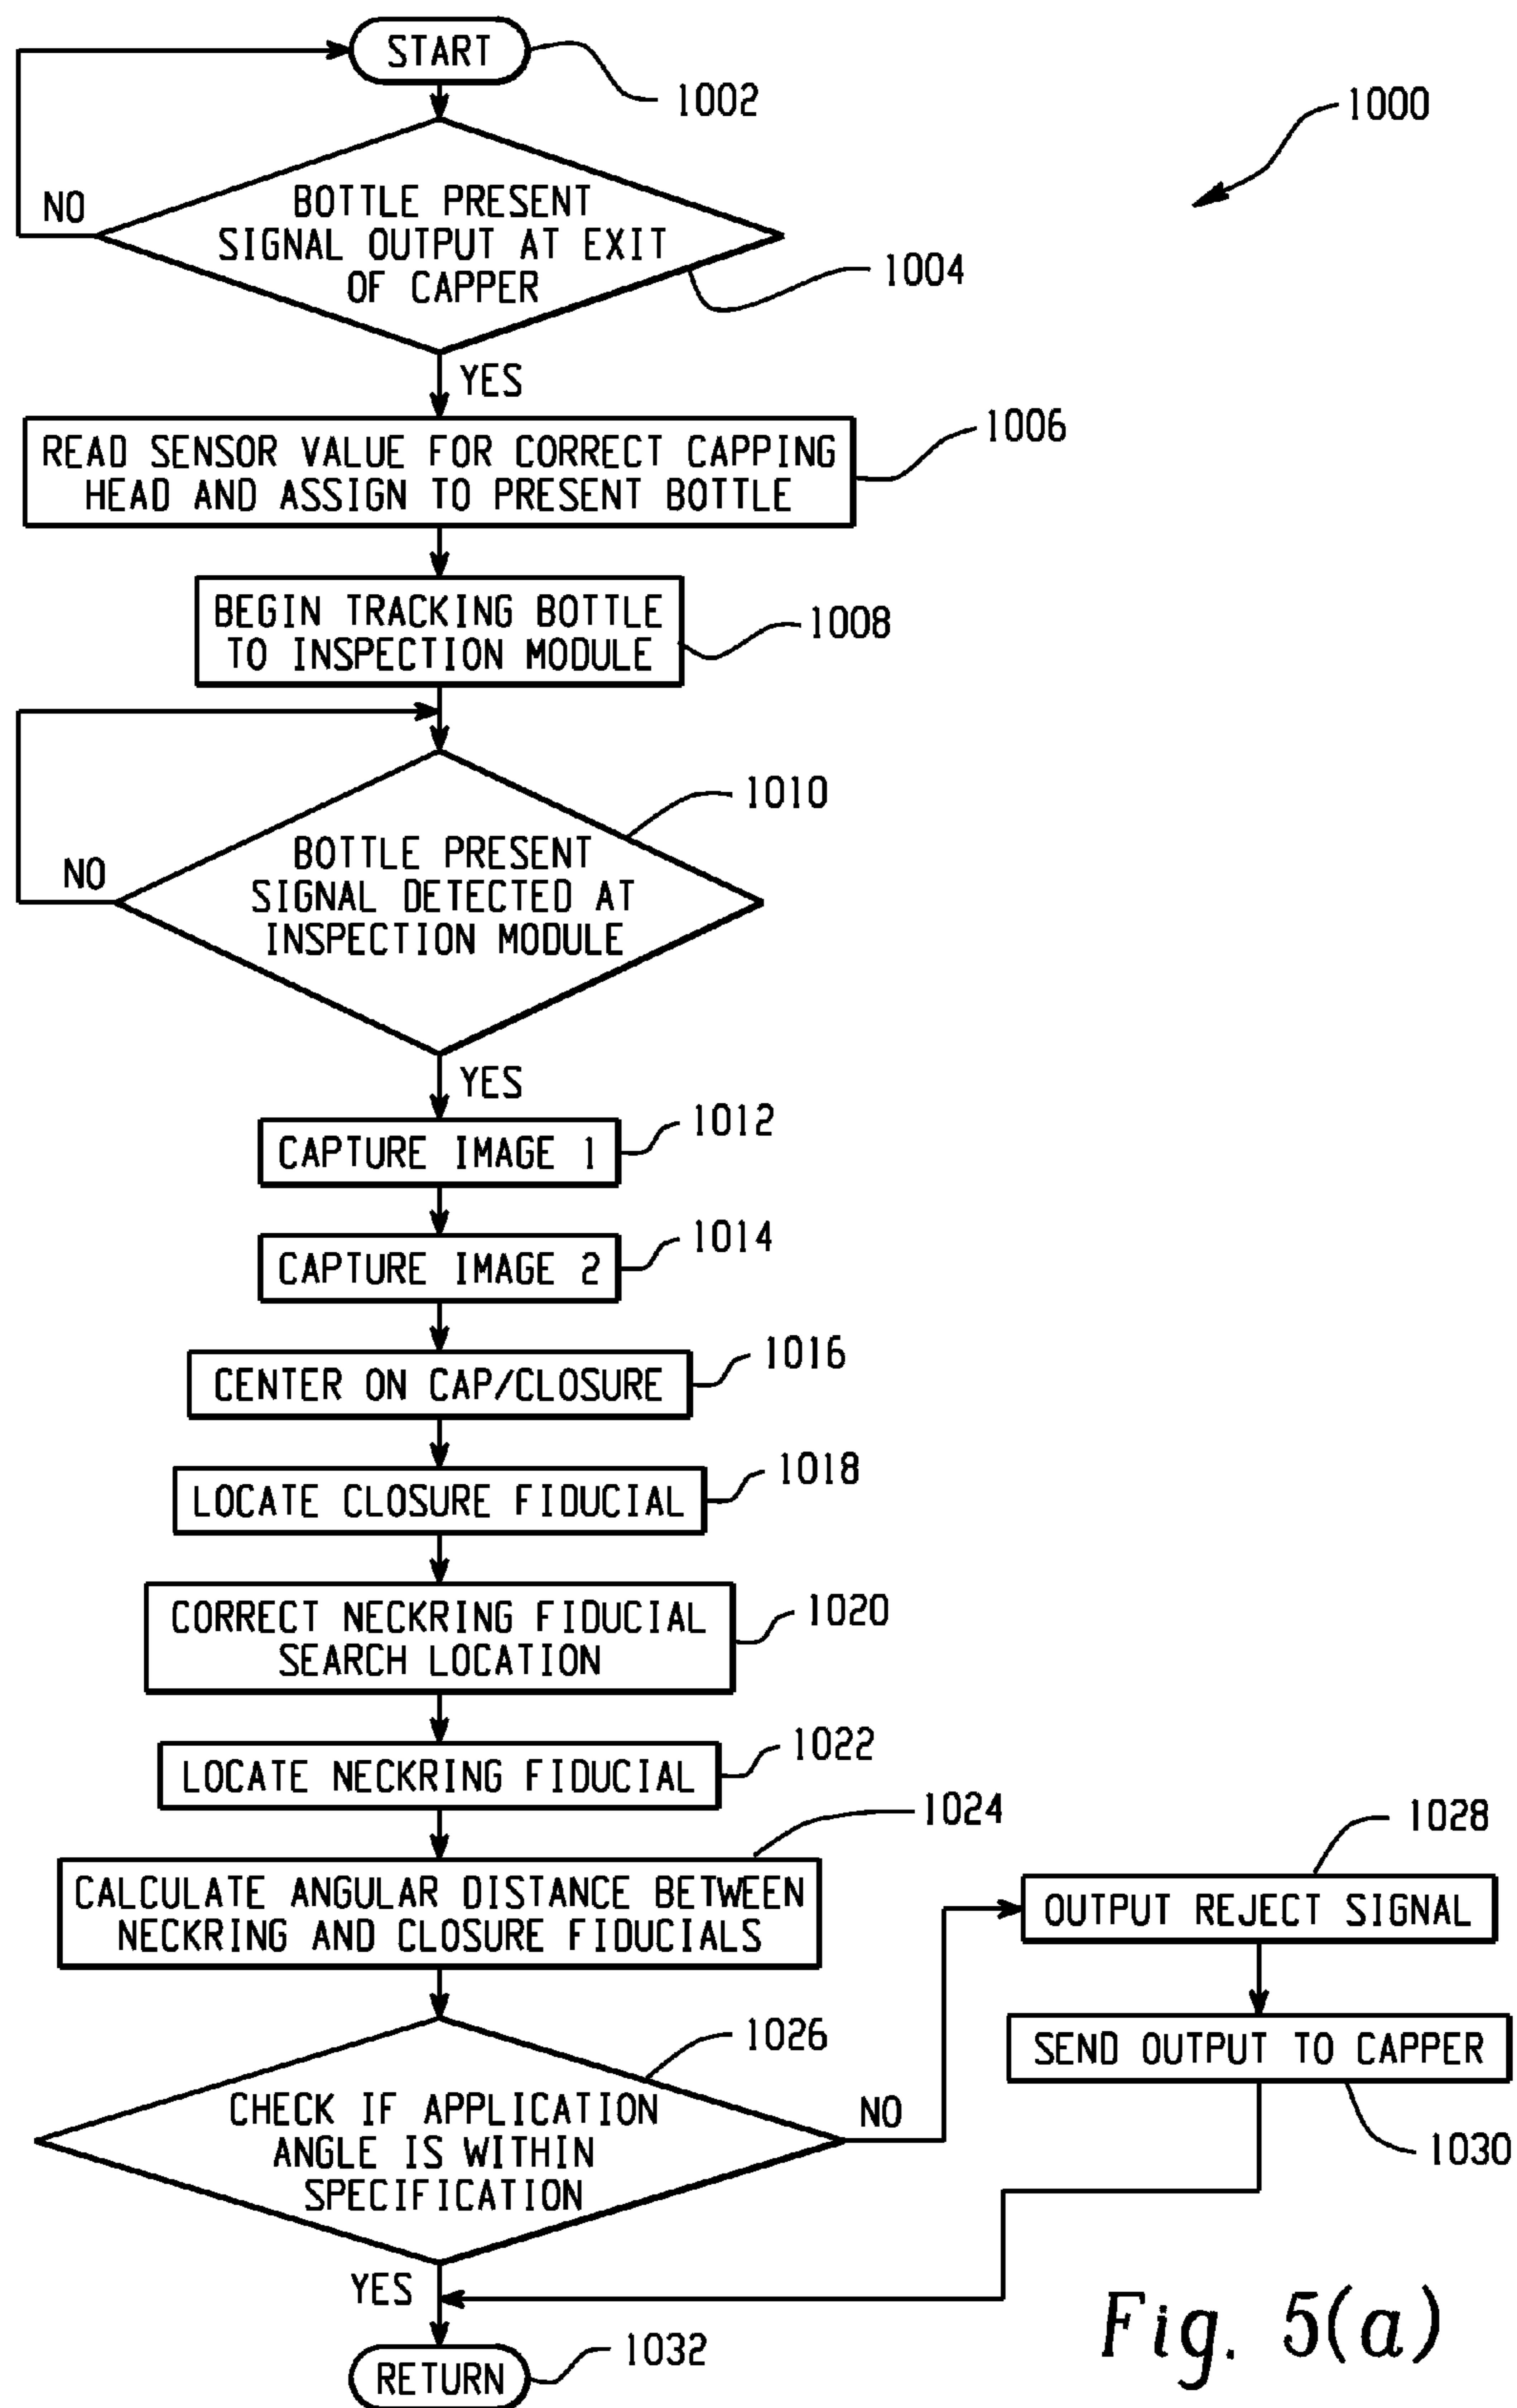 START
1002
1000
NO
BOTTLE PRESENT
SIGNAL OUTPUT AT EXIT
OF CAPPER
1004
YES
1006
READ SENSOR VALUE FOR CORRECT CAPPING
HEAD AND ASSIGN TO PRESENT BOTTLE
BEGIN TRACKING BOTTLE
TO INSPECTION MODULE
1008
1010
NO
BOTTLE PRESENT
SIGNAL DETECTED AT
INSPECTION MODULE
YES
1012
CAPTURE IMAGE 1
1014
CAPTURE IMAGE 2
1016
CENTER ON CAP/CLOSURE
1018
LOCATE CLOSURE FIDUCIAL
1020
CORRECT NECKRING FIDUCIAL
SEARCH LOCATION
1022
LOCATE NECKRING FIDUCIAL
1024
CALCULATE ANGULAR DISTANCE BETWEEN
NECKRING AND CLOSURE FIDUCIALS
1028
OUTPUT REJECT SIGNAL
1026
SEND OUTPUT TO CAPPER
CHECK IF APPLICATION
ANGLE IS WITHIN
SPECIFICATION
NO
1030
YES
RETURN
1032
Fig. 5(a)